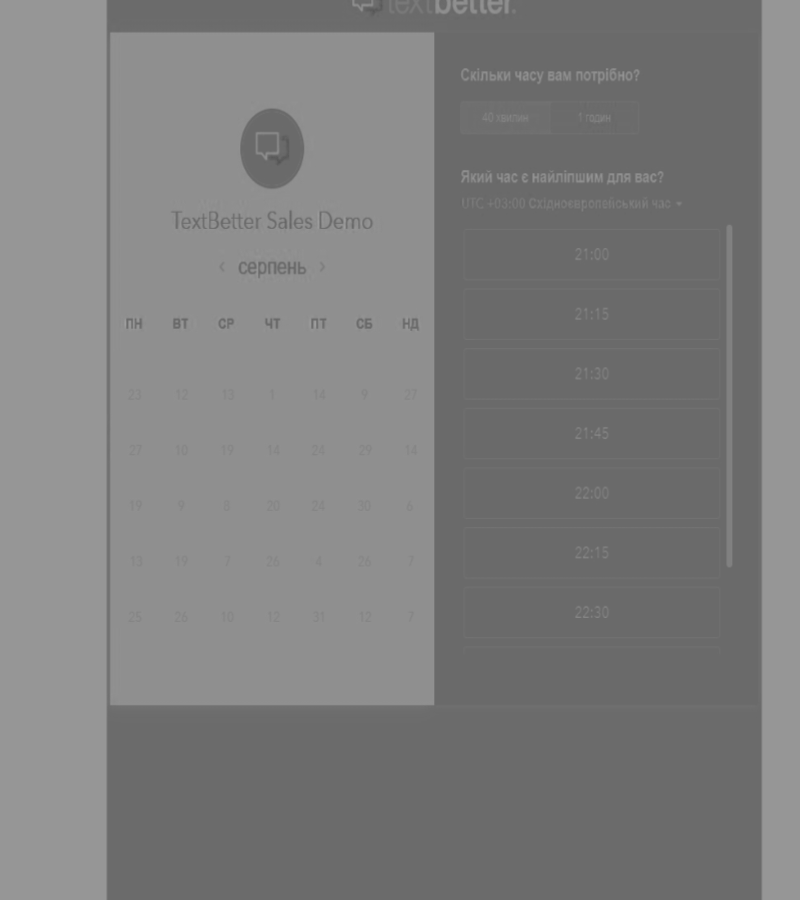 textbetter.
TextBetter Sales Demo
‹ серпень ›
ПН ВТ СР ЧТ ПТ СБ НД
23 12 13 1 14 9 27
27 10 19 14 24 29 14
19 9 8 20 24 30 6
13 19 7 26 4 26 7
25 26 10 12 31 12 7
Скільки часу вам потрібно?
40 хвилин 1 годин
Який час є найліпшим для вас?
UTC +03:00 Східноєвропейський час
21:00
21:15
21:30
21:45
22:00
22:15
22:30